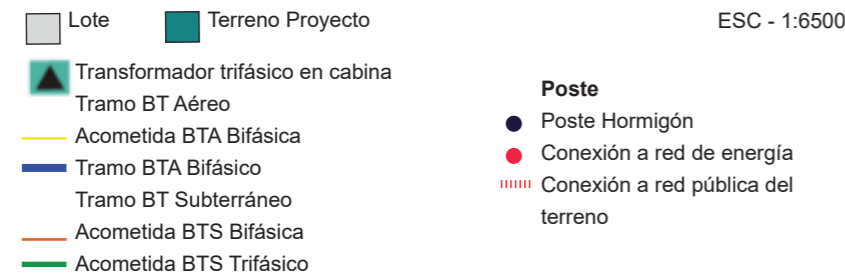 Lote Terreno Proyecto ESC - 1:6500
Transformador trifásico en cabina
Tramo BT Aéreo
Acometida BTA Bifásica
Tramo BTA Bifásico
Tramo BT Subterráneo
Acometida BTS Bifásica
Acometida BTS Trifásico
Poste
Poste Hormigón
Conexión a red de energía
Conexión a red pública del
terreno